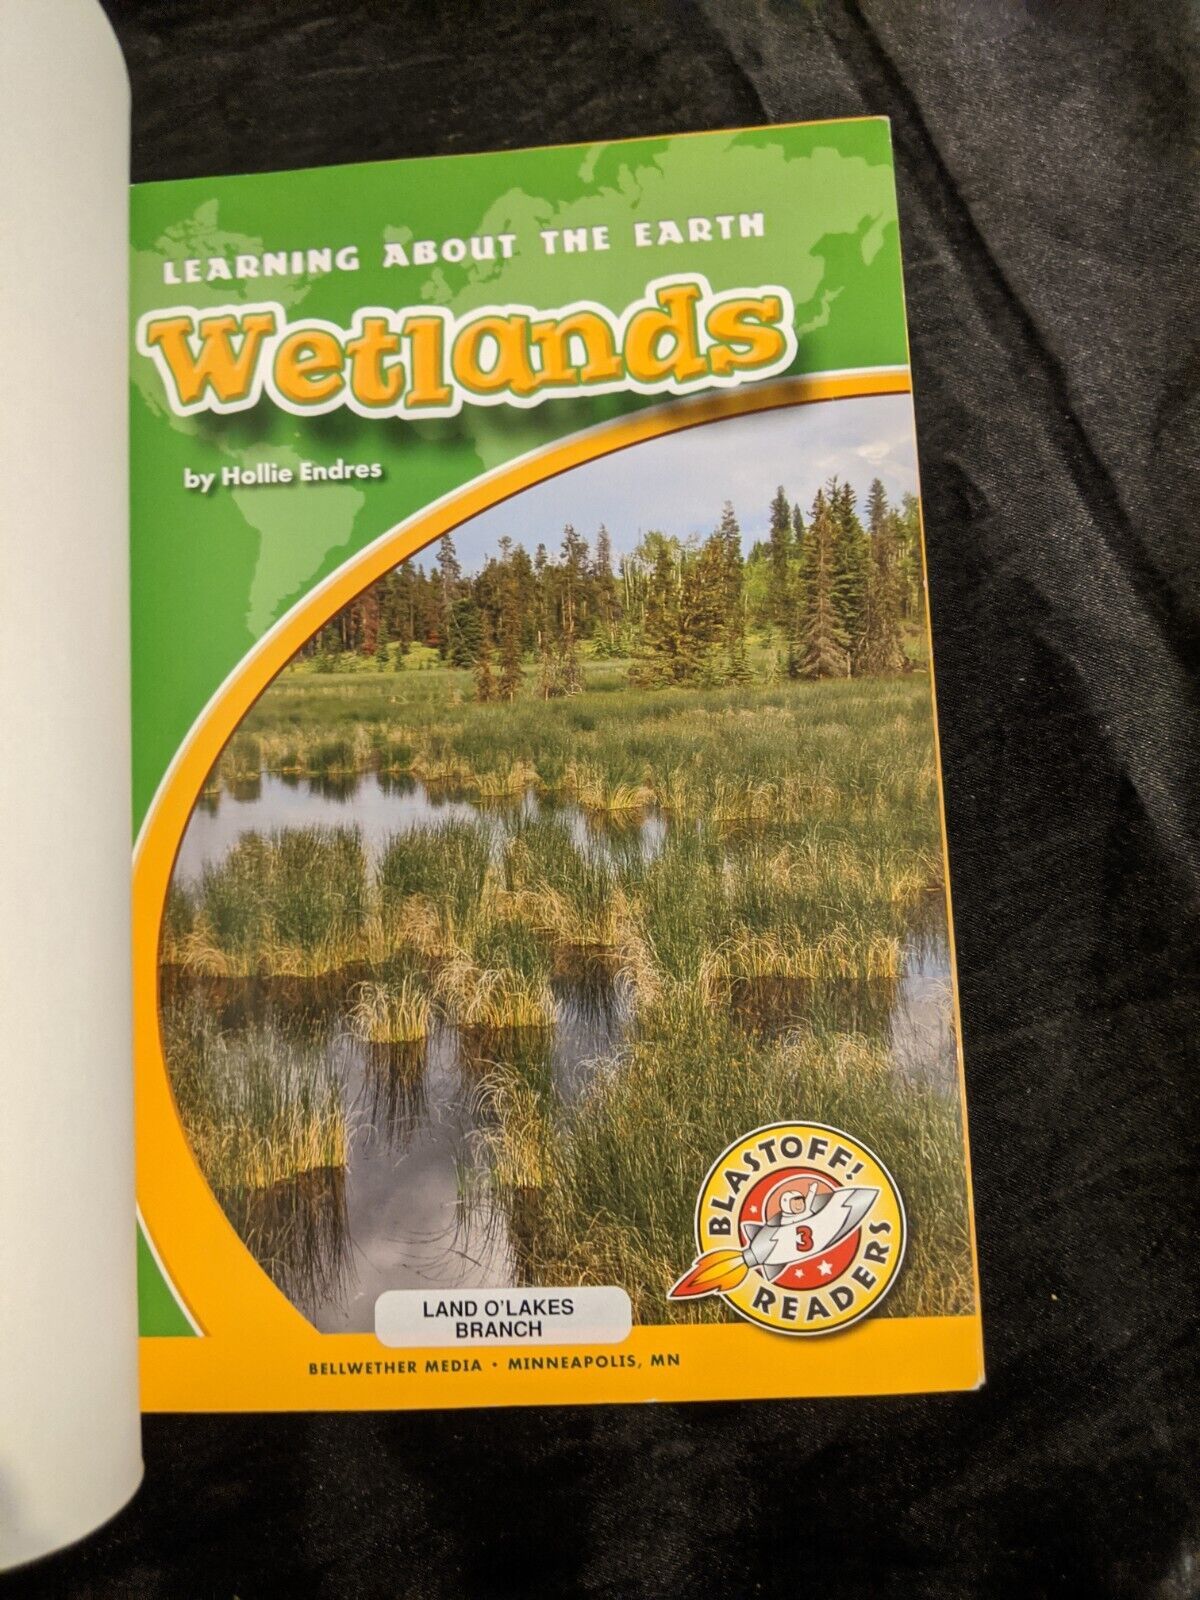 LEARNING ABOUT THE EARTH
Wetlands
by Hollie Endres
BLASTOFF!
3
READERS
LAND O'LAKES
BRANCH
BELLWETHER MEDIA • MINNEAPOLIS, MN